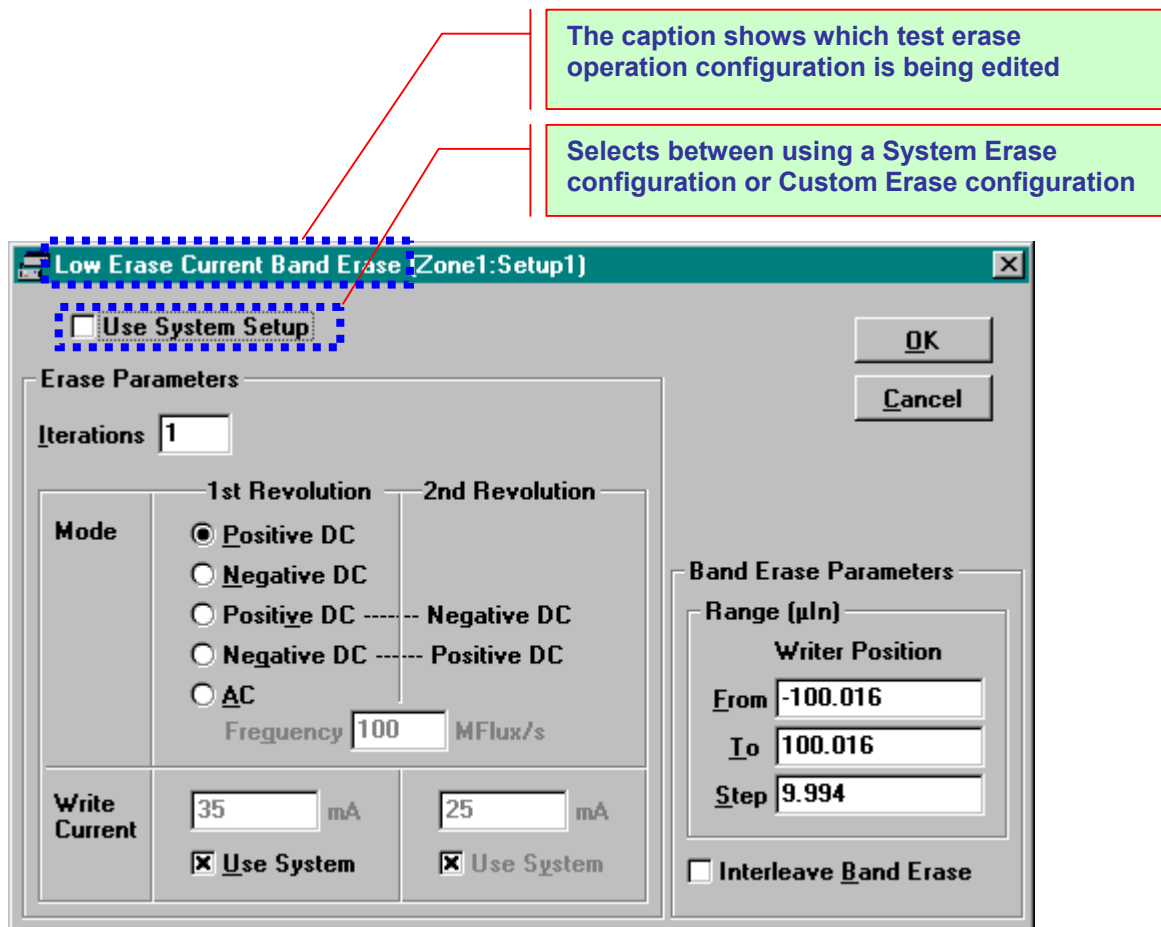 The caption shows which test erase
operation configuration is being edited
Selects between using a System Erase
configuration or Custom Erase configuration
Low Erase Current Band Erase (Zone1:Setup1)
Use System Setup
OK
Cancel
Erase Parameters
Iterations 1
1st Revolution 2nd Revolution
Mode
Positive DC
Negative DC
Positive DC ------- Negative DC
Negative DC ------ Positive DC
AC
Frequency 100 MFlux/s
Write
Current
35 mA 25 mA
Use System Use System
Band Erase Parameters
Range (µIn)
Writer Position
From -100.016
To 100.016
Step 9.994
Interleave Band Erase